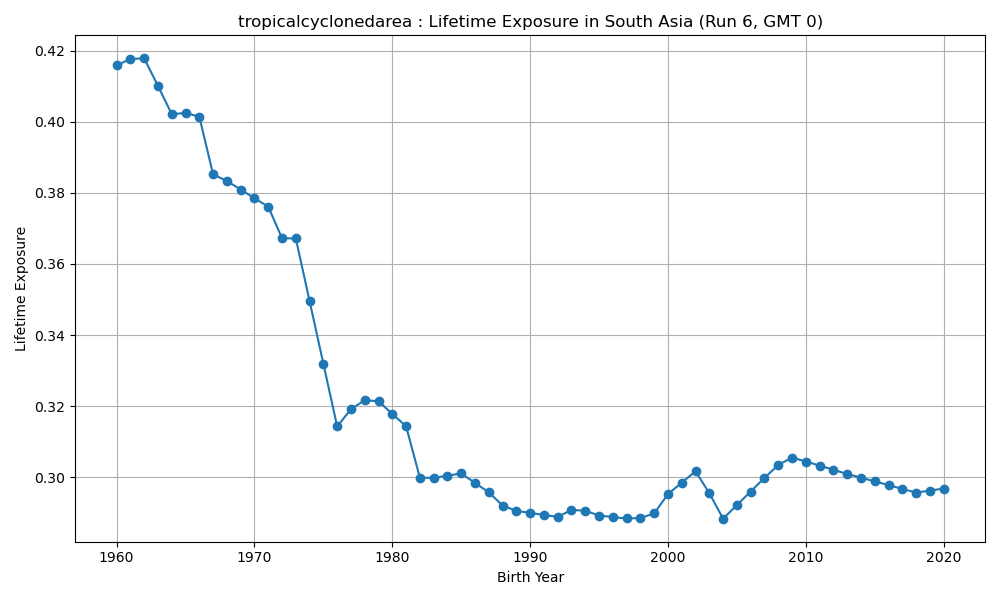 tropicalcyclonedarea : Lifetime Exposure in South Asia (Run 6, GMT 0)
Lifetime Exposure
0.42
0.40
0.38
0.36
0.34
0.32
0.30
1960 1970 1980 1990 2000 2010 2020
Birth Year